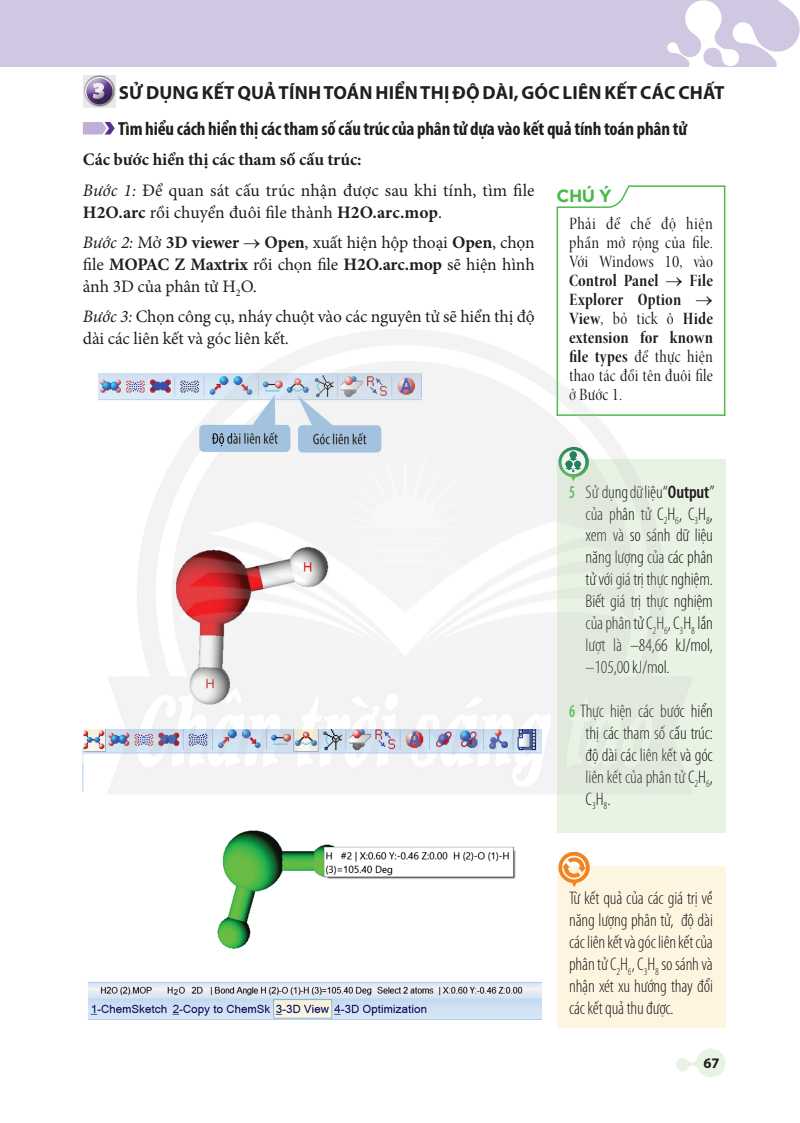 3 SỬ DỤNG KẾT QUẢ TÍNH TOÁN HIỂN THỊ ĐỘ DÀI, GÓC LIÊN KẾT CÁC CHẤT
Tìm hiểu cách hiển thị các tham số cấu trúc của phân tử dựa vào kết quả tính toán phân tử
Các bước hiển thị các tham số cấu trúc:
Bước 1: Để quan sát cấu trúc nhận được sau khi tính, tìm file
H2O.arc rồi chuyển đuôi file thành H2O.arc.mop.
Bước 2: Mở 3D viewer → Open, xuất hiện hộp thoại Open, chọn
file MOPAC Z Maxtrix rồi chọn file H2O.arc.mop sẽ hiện hình
ảnh 3D của phân tử H₂O.
Bước 3: Chọn công cụ, nháy chuột vào các nguyên tử sẽ hiển thị độ
dài các liên kết và góc liên kết.
CHÚ Ý
Phải để chế độ hiện
phần mở rộng của file.
Với Windows 10, vào
Control Panel → File
Explorer Option →
View, bỏ tick ở Hide
extension for known
file types để thực hiện
thao tác đổi tên đuôi file
ở Bước 1.
R S A
Độ dài liên kết
Góc liên kết
H
H
5 Sử dụng dữ liệu “Output”
của phân tử C₂H₆, C₃H₈,
xem và so sánh dữ liệu
năng lượng của các phân
tử với giá trị thực nghiệm.
Biết giá trị thực nghiệm
của phân tử C₂H₆, C₃H₈ lần
lượt là –84,66 kJ/mol,
–105,00 kJ/mol.
6 Thực hiện các bước hiển
thị các tham số cấu trúc:
độ dài các liên kết và góc
liên kết của phân tử C₂H₆,
C₃H₈.
Chân trời sáng tạo
R S A
H #2 | X:0.60 Y:-0.46 Z:0.00 H (2)-O (1)-H
(3)=105.40 Deg
H2O (2).MOP H₂O 2D | Bond Angle H (2)-O (1)-H (3)=105.40 Deg Select 2 atoms | X:0.60 Y:-0.46 Z:0.00
1-ChemSketch 2-Copy to ChemSk 3-3D View 4-3D Optimization
Từ kết quả của các giá trị về
năng lượng phân tử, độ dài
các liên kết và góc liên kết của
phân tử C₂H₆, C₃H₈ so sánh và
nhận xét xu hướng thay đổi
các kết quả thu được.
67